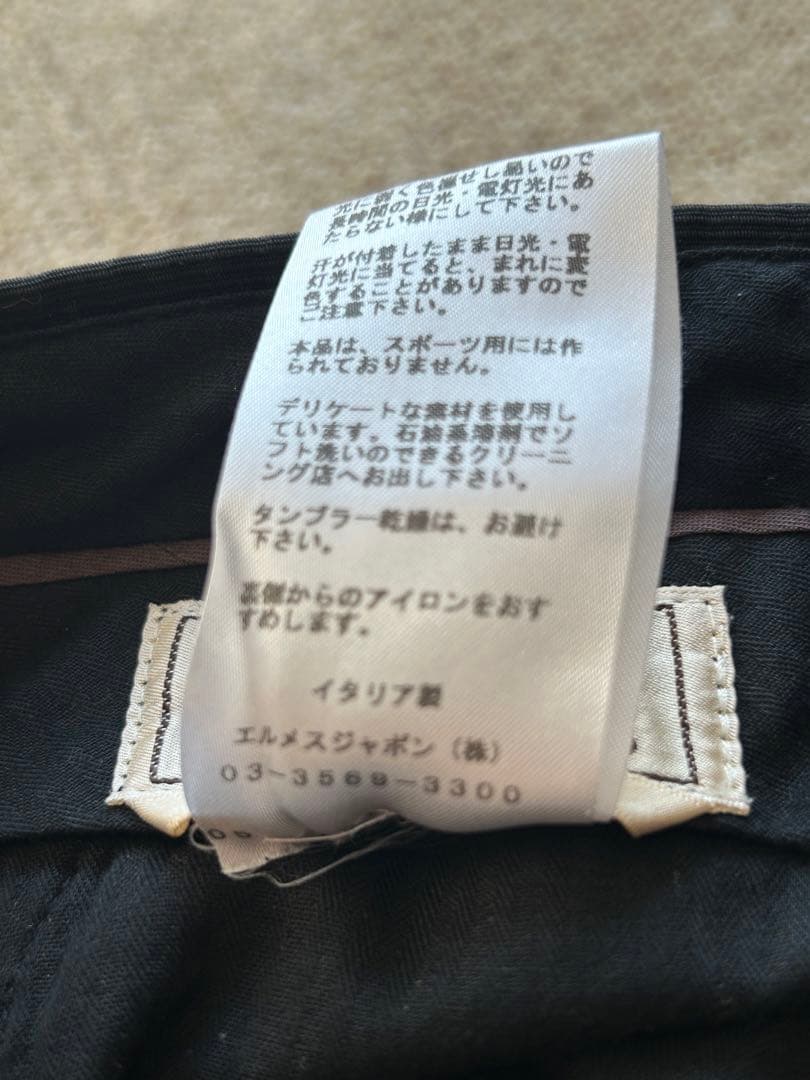 光に弱く色褪せし易いので
長時間の日光・電灯光にあ
たらない様にして下さい。
汗が付着したまま日光・電
灯光に当てると、まれに変
色することがありますので
ご注意下さい。
本品は、スポーツ用には作
られておりません。
デリケートな素材を使用し
ています。石油系溶剤でソ
フト洗いのできるクリーニ
ング店へお出し下さい。
タンブラー乾燥は、お避け
下さい。
裏側からのアイロンをおす
すめします。
イタリア製
エルメスジャポン（株）
03-3569-3300